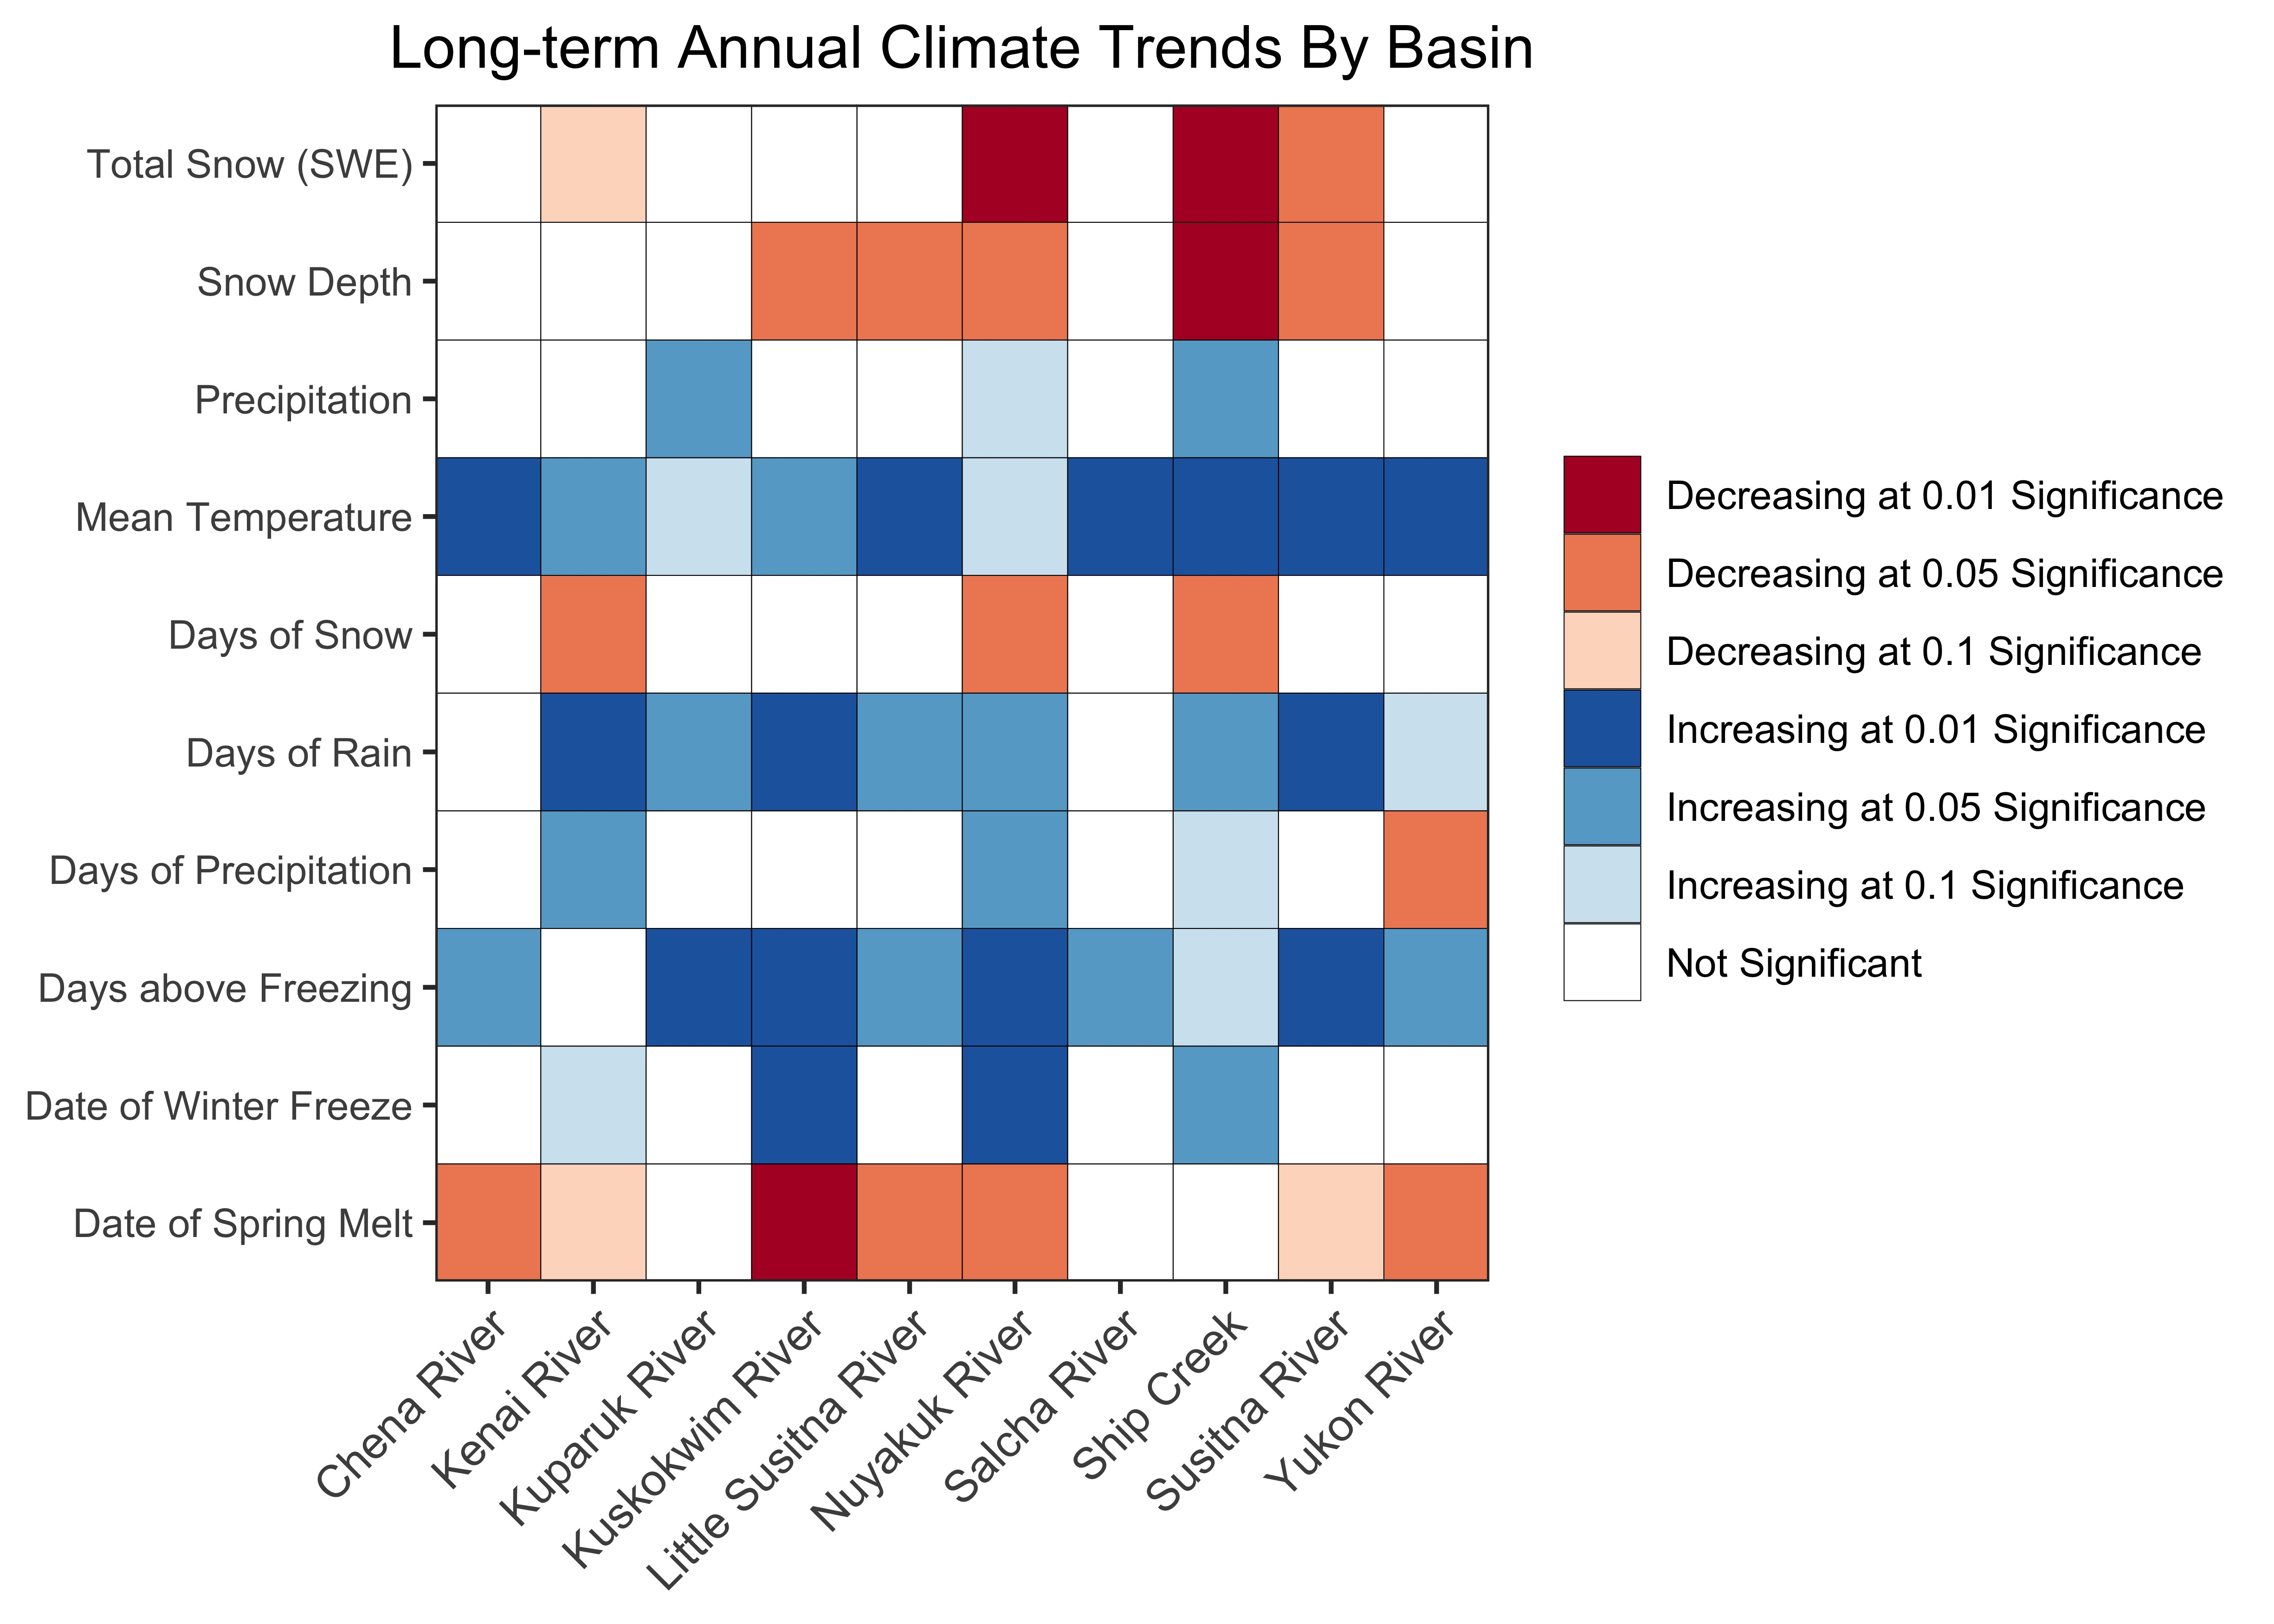 Long-term Annual Climate Trends By Basin
Total Snow (SWE)
Snow Depth
Precipitation
Mean Temperature
Days of Snow
Days of Rain
Days of Precipitation
Days above Freezing
Date of Winter Freeze
Date of Spring Melt
Chena River
Kenai River
Kuparuk River
Kuskokwim River
Little Susitna River
Nuyakuk River
Salcha River
Ship Creek
Susitna River
Yukon River
Decreasing at 0.01 Significance
Decreasing at 0.05 Significance
Decreasing at 0.1 Significance
Increasing at 0.01 Significance
Increasing at 0.05 Significance
Increasing at 0.1 Significance
Not Significant